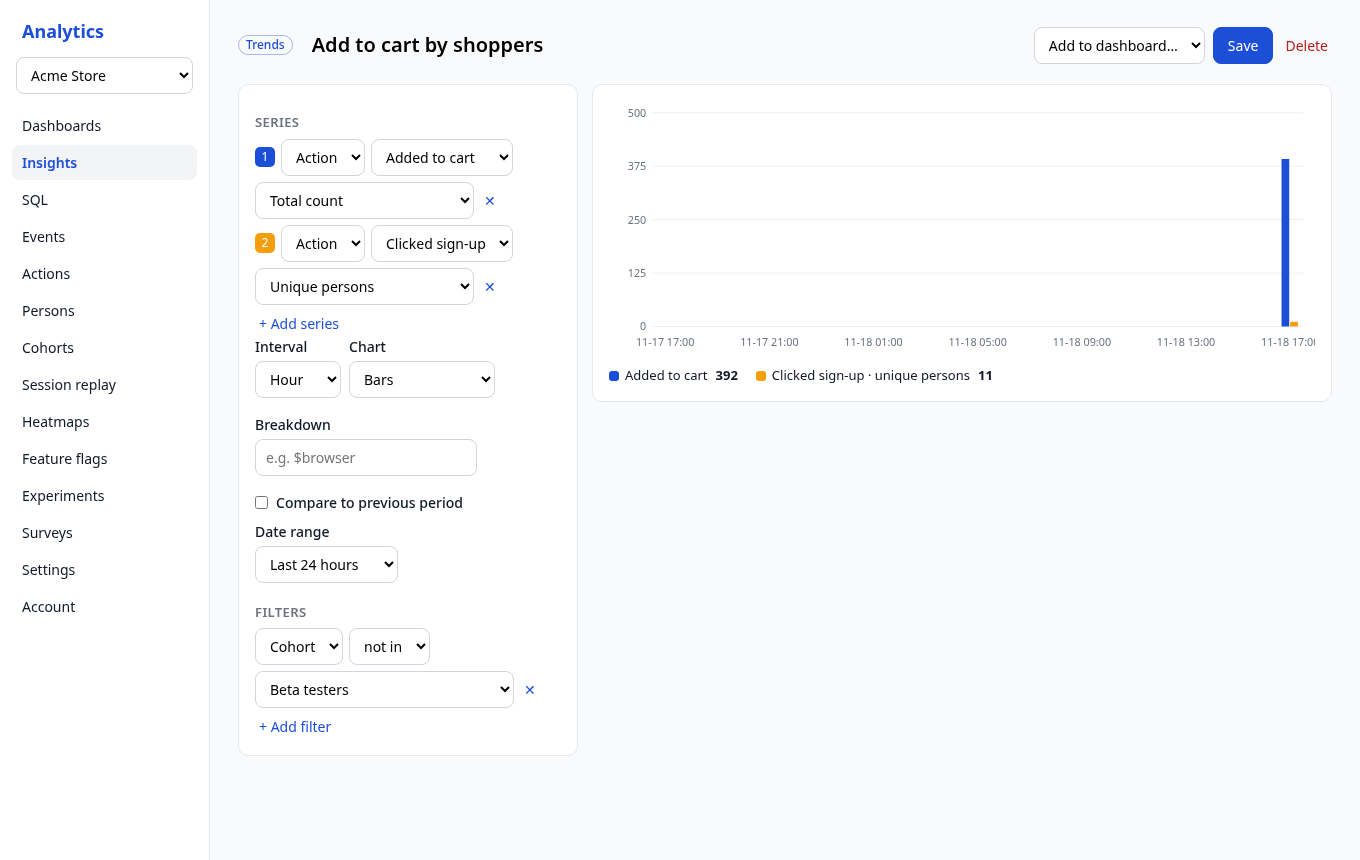 Analytics
Acme Store
Dashboards
Insights
SQL
Events
Actions
Persons
Cohorts
Session replay
Heatmaps
Feature flags
Experiments
Surveys
Settings
Account
Trends
Add to cart by shoppers
Add to dashboard...
Save
Delete
SERIES
1 Action Added to cart
Total count ×
2 Action Clicked sign-up
Unique persons ×
+ Add series
Interval Chart
Hour Bars
Breakdown
e.g. $browser
Compare to previous period
Date range
Last 24 hours
FILTERS
Cohort not in
Beta testers ×
+ Add filter
500
375
250
125
0
11-17 17:00 11-17 21:00 11-18 01:00 11-18 05:00 11-18 09:00 11-18 13:00 11-18 17:0
Added to cart 392 Clicked sign-up · unique persons 11